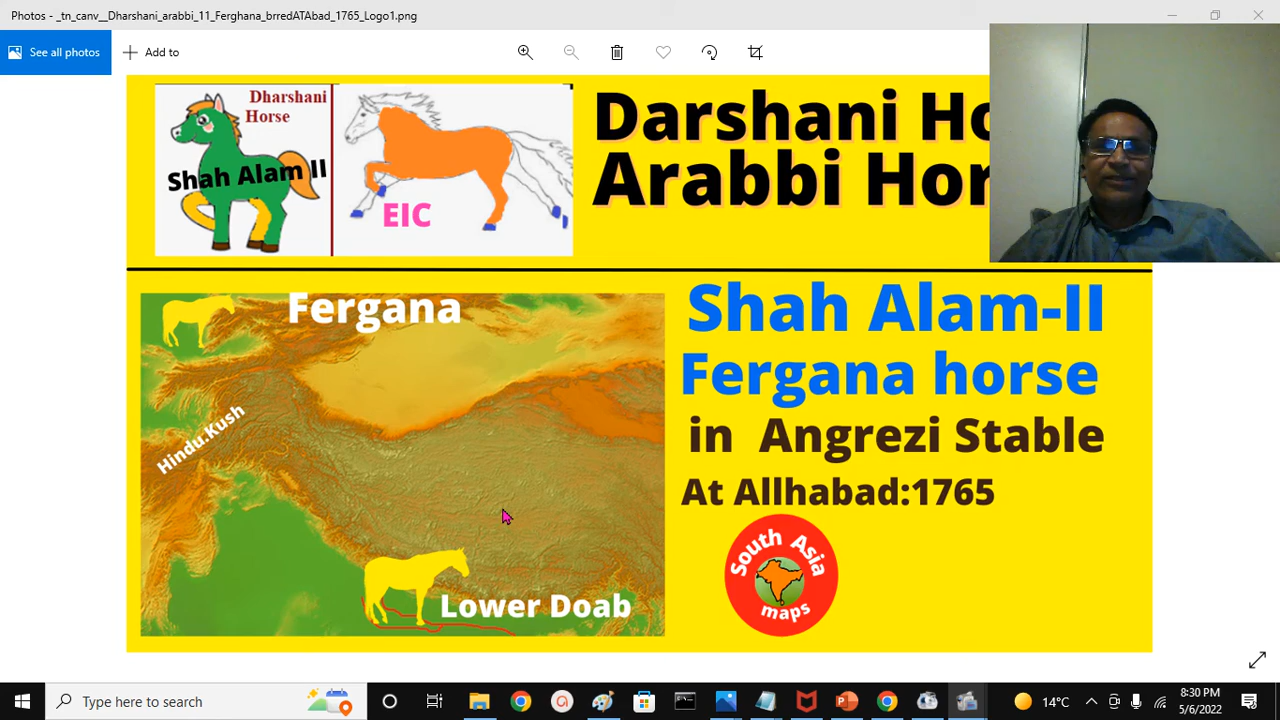 Photos - _tn_canv__Dharshani_arabbi_11_Ferghana_brredATAbad_1765_Logo1.png
See all photos
Add to
Dharshani
Horse
Shah Alam II
EIC
Darshani
Arabbi
Fergana
Hindu.Kush
Lower Doab
Shah Alam-II
Fergana horse
in Angrezi Stable
At Allhabad:1765
South Asia
maps
Type here to search
14°C
8:30 PM
5/6/2022